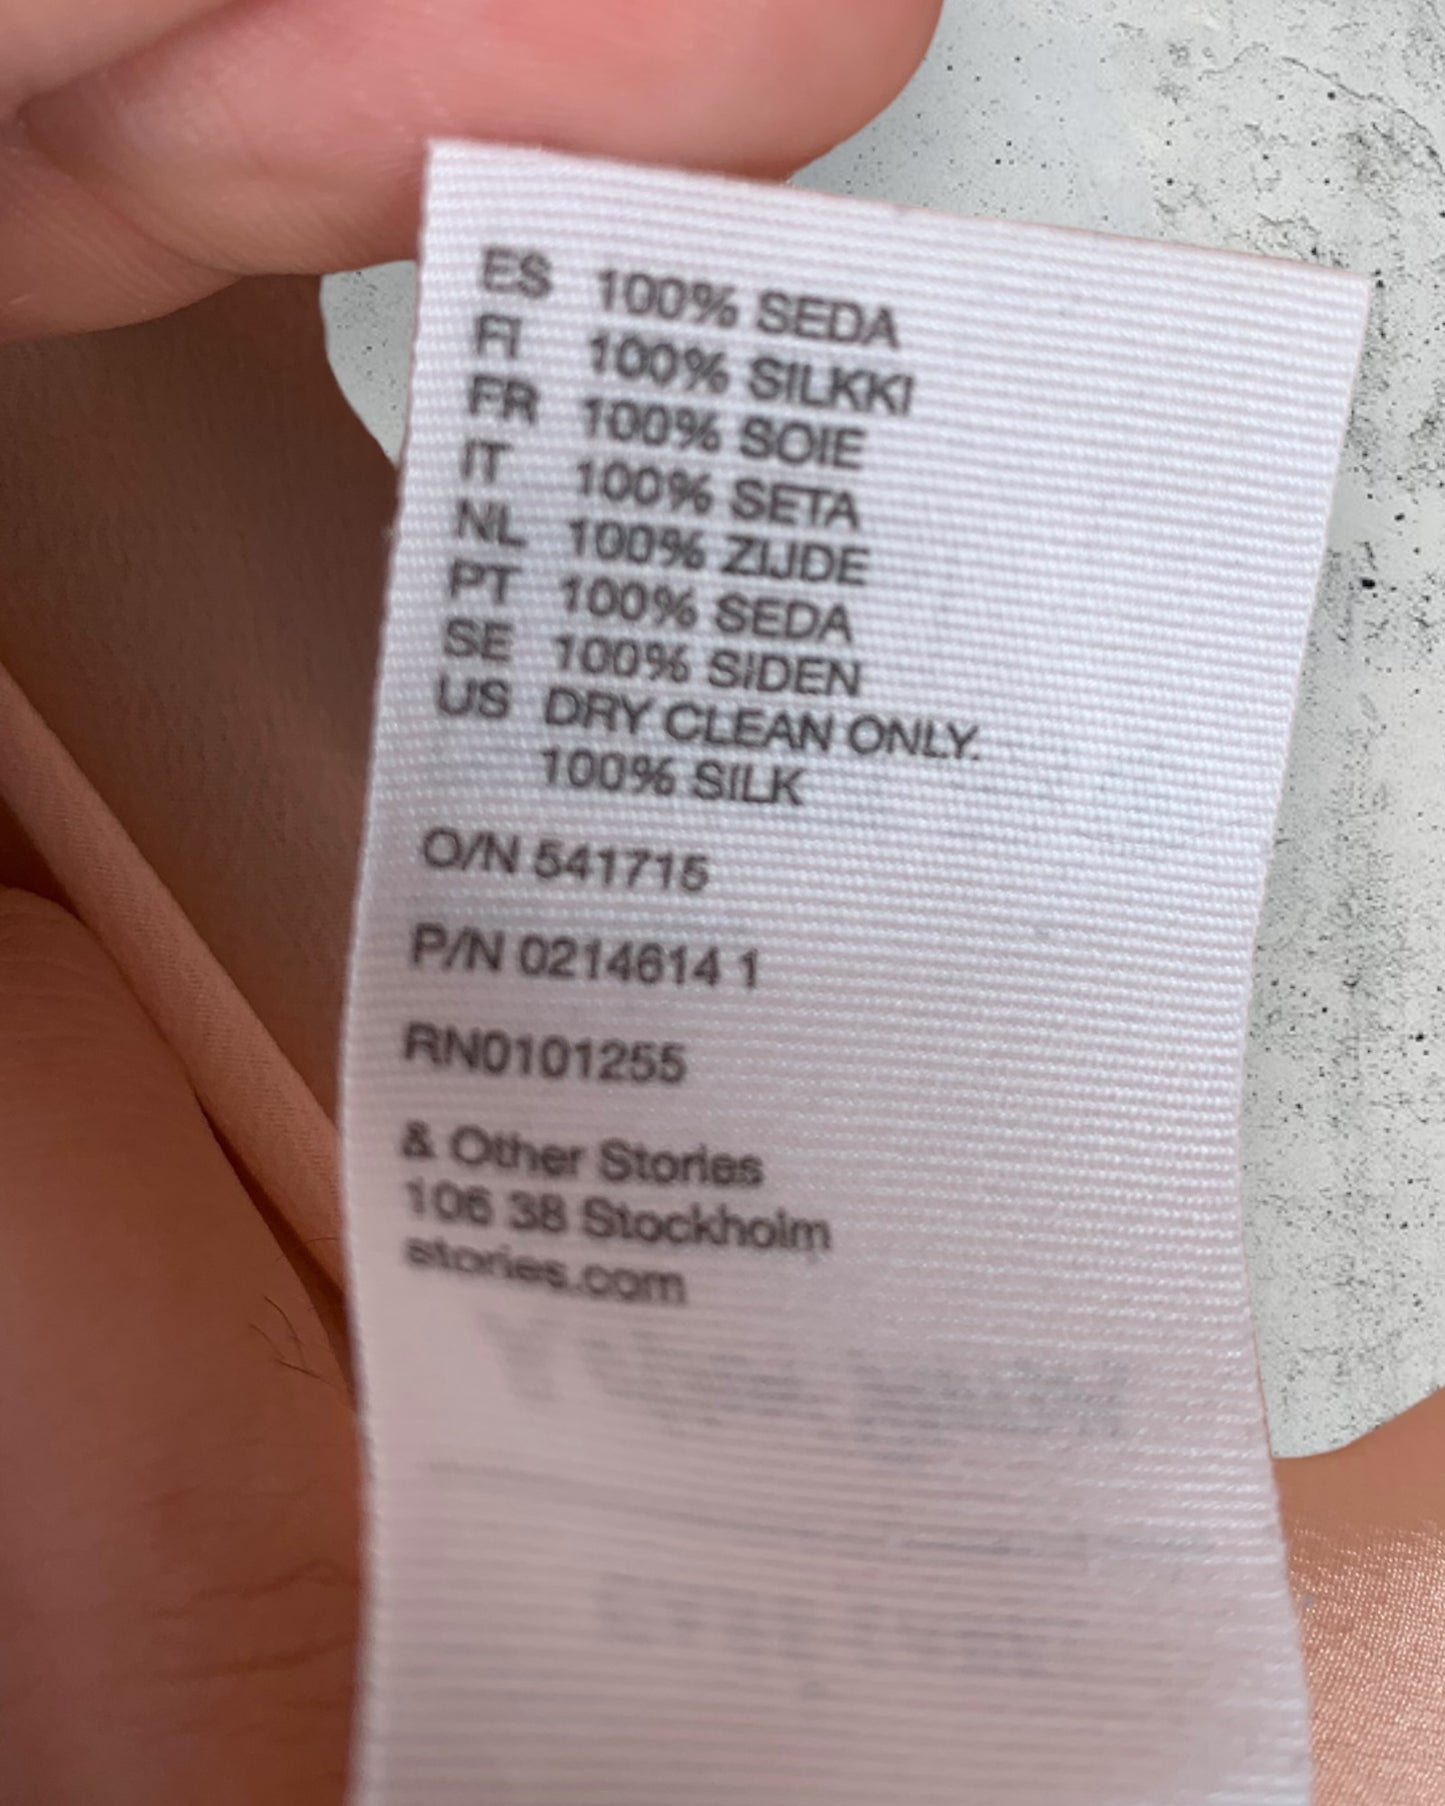 ES 100% SEDA
FI 100% SILKKI
FR 100% SOIE
IT 100% SETA
NL 100% ZIJDE
PT 100% SEDA
SE 100% SIDEN
US DRY CLEAN ONLY.
100% SILK
O/N 541715
P/N 0214614 1
RN0101255
& Other Stories
106 38 Stockholm
stories.com